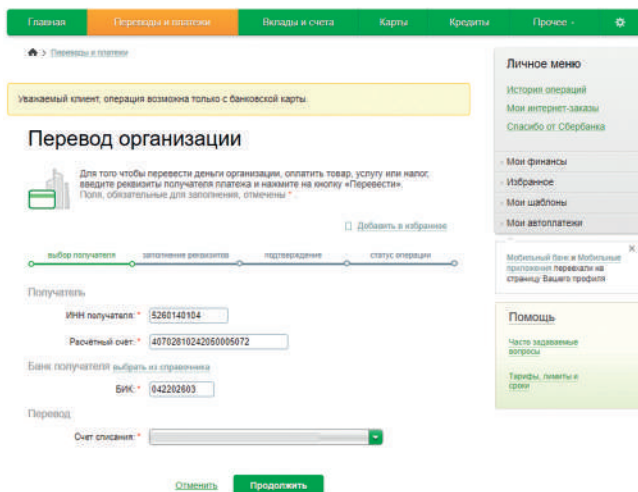 Главная Переводы и платежи Вклады и счета Карты Кредиты Прочее
> Переводы и платежи
Уважаемый клиент, операция возможна только с банковской карты.
Перевод организации
Для того чтобы перевести деньги организации, оплатить товар, услугу или налог,
введите реквизиты получателя платежа и нажмите на кнопку «Перевести».
Поля, обязательные для заполнения, отмечены * .
Добавить в избранное
выбор получателя заполнение реквизитов подтверждение статус операции
Получатель
ИНН получателя: * 5260140104
Расчетный счет: * 40702810242050005072
Банк получателя выбрать из справочника
БИК: * 042202603
Перевод
Счет списания: *
Отменить Продолжить
Личное меню
История операций
Мои интернет-заказы
Спасибо от Сбербанка
Мои финансы
Избранное
Мои шаблоны
Мои автоплатежи
Мобильный банк и Мобильные
приложения переехали на
страницу Вашего профиля
Помощь
Часто задаваемые
вопросы
Тарифы, лимиты и
сроки